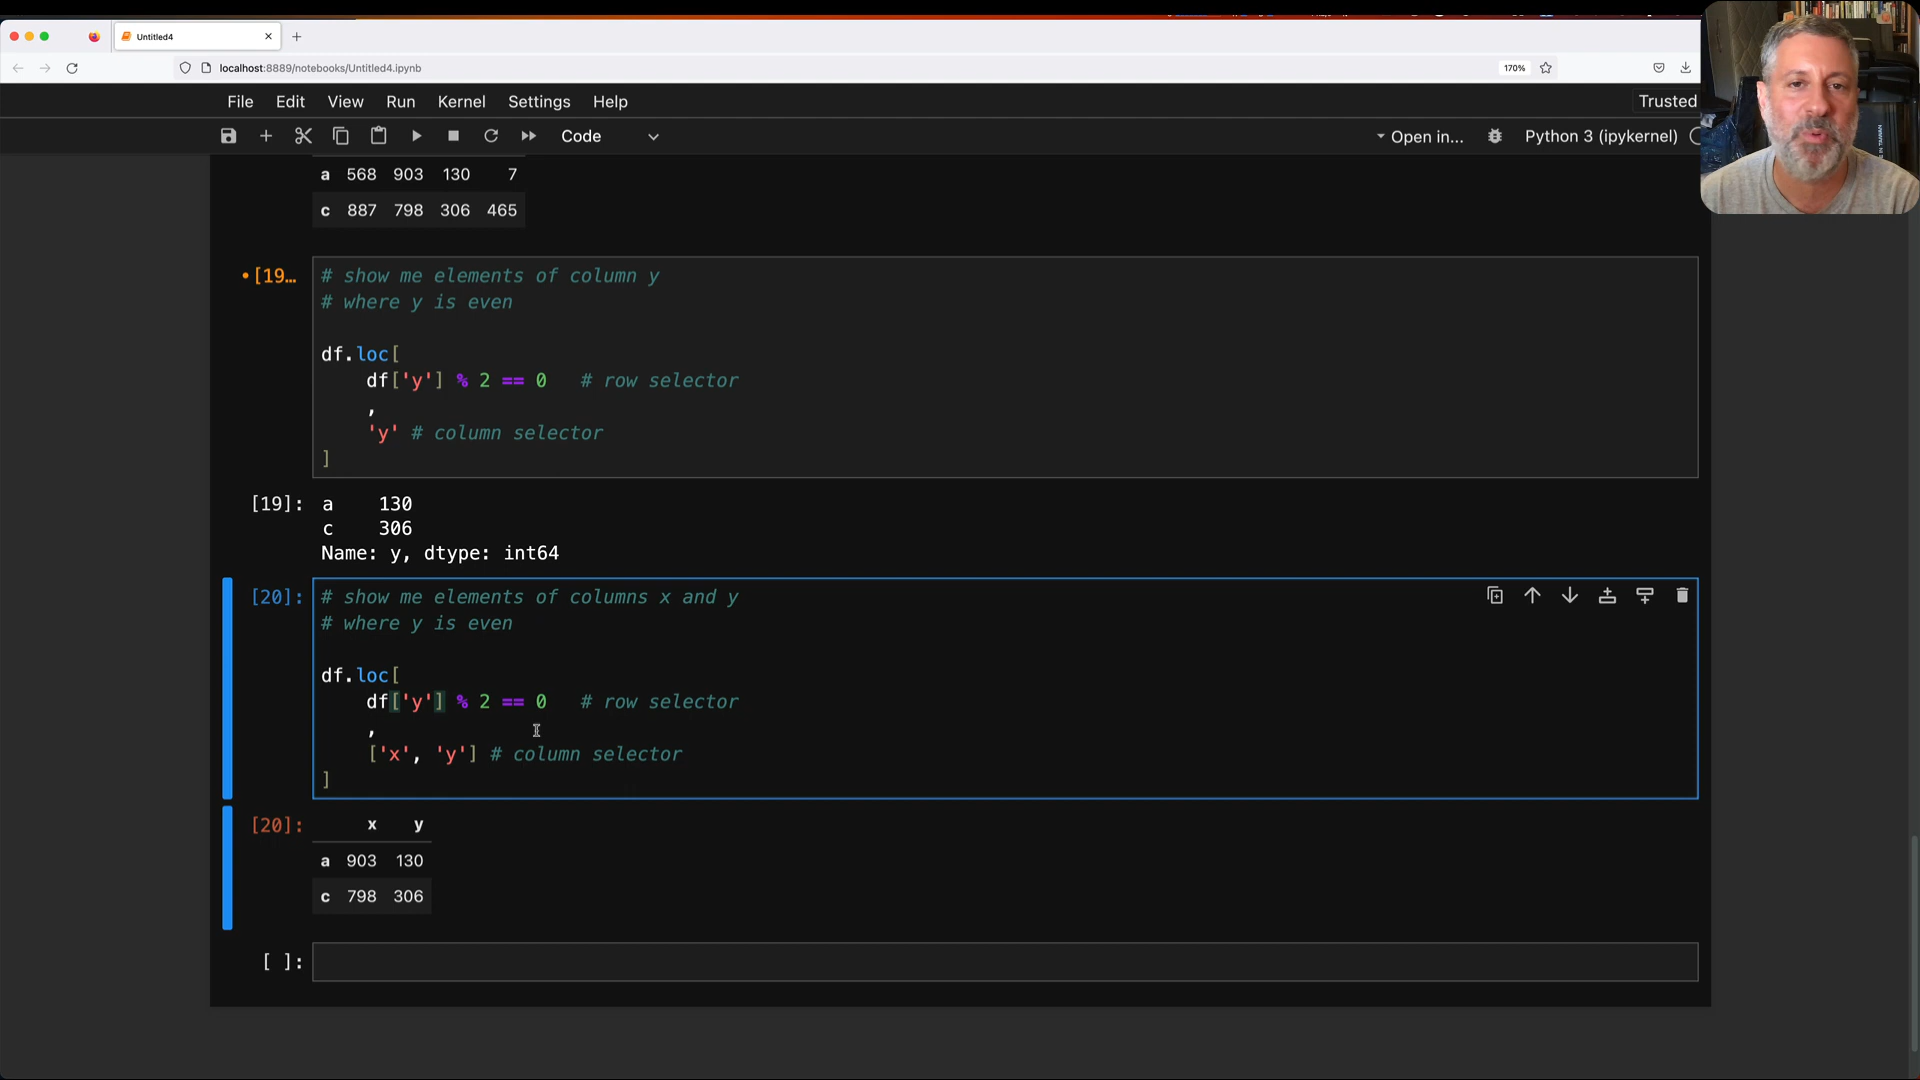 Untitled4
localhost:8889/notebooks/Untitled4.ipynb
170%
File Edit View Run Kernel Settings Help
Trusted
Code
Open in...
Python 3 (ipykernel)
a 568 903 130 7
c 887 798 306 465
[19…
# show me elements of column y
# where y is even
df.loc[
df['y'] % 2 == 0 # row selector
,
'y' # column selector
]
[19]:
a 130
c 306
Name: y, dtype: int64
[20]:
# show me elements of columns x and y
# where y is even
df.loc[
df['y'] % 2 == 0 # row selector
,
['x', 'y'] # column selector
]
[20]:
x y
a 903 130
c 798 306
[ ]: